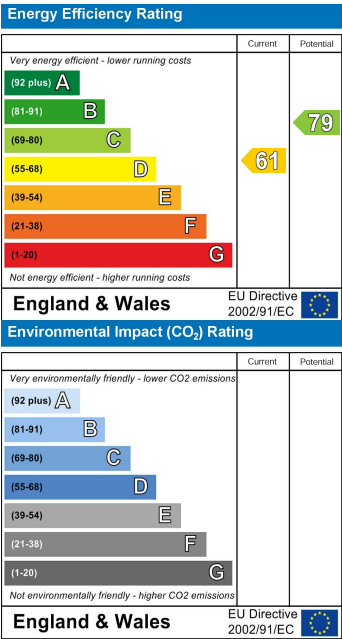 Energy Efficiency Rating
Current Potential
Very energy efficient - lower running costs
(92 plus) A
(81-91) B
(69-80) C
(55-68) D
(39-54) E
(21-38) F
(1-20) G
61
79
Not energy efficient - higher running costs
England & Wales
EU Directive
2002/91/EC
Environmental Impact (CO₂) Rating
Current Potential
Very environmentally friendly - lower CO2 emissions
(92 plus) A
(81-91) B
(69-80) C
(55-68) D
(39-54) E
(21-38) F
(1-20) G
Not environmentally friendly - higher CO2 emissions
England & Wales
EU Directive
2002/91/EC